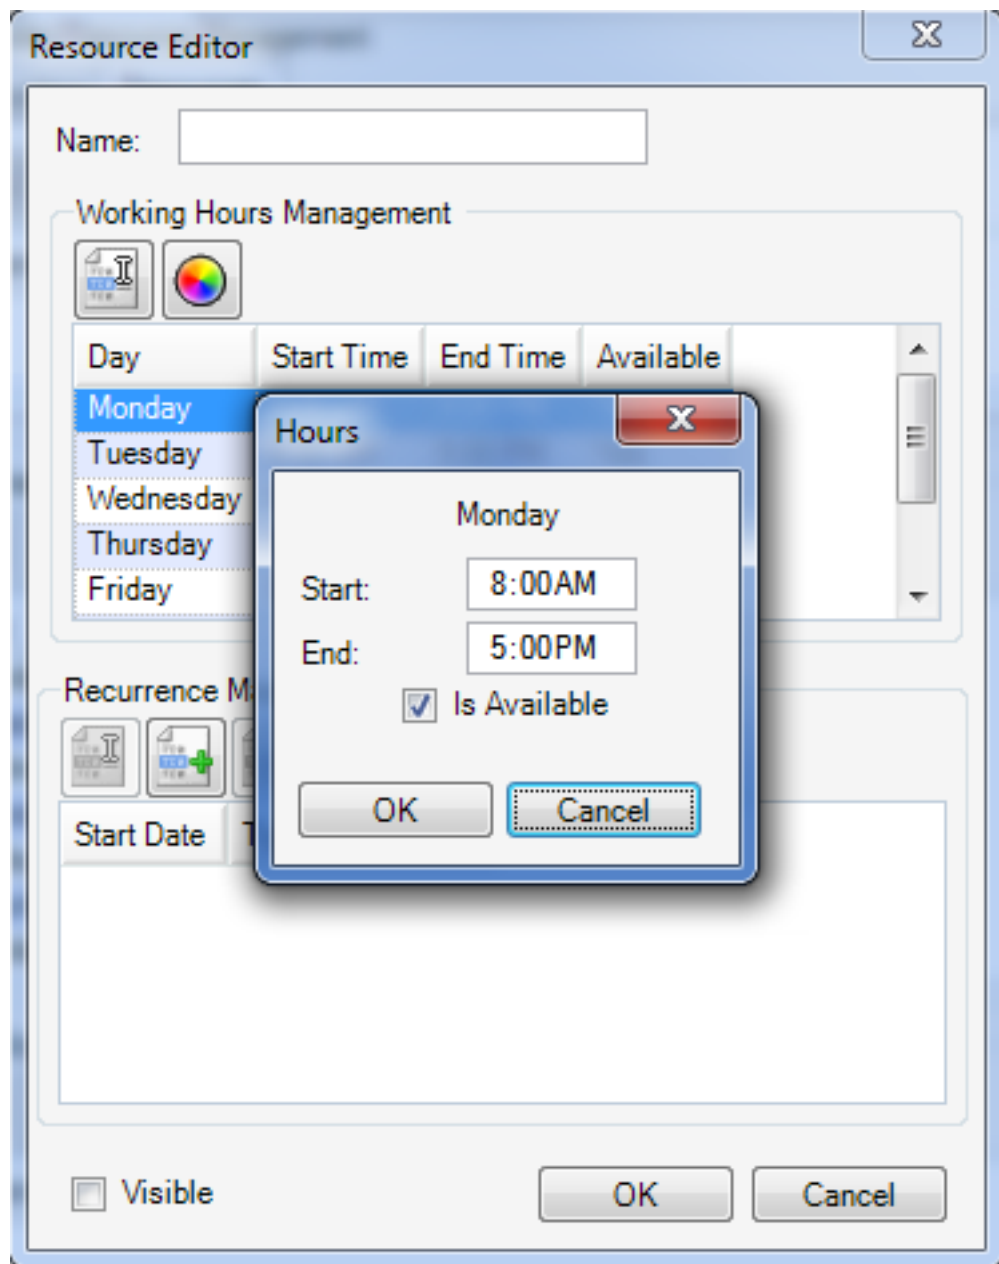 Resource Editor
Name:
Working Hours Management
Day Start Time End Time Available
Monday
Tuesday
Wednesday
Thursday
Friday
Hours
Monday
Start: 8:00AM
End: 5:00PM
Is Available
OK Cancel
Recurrence
Start Date
Visible OK Cancel